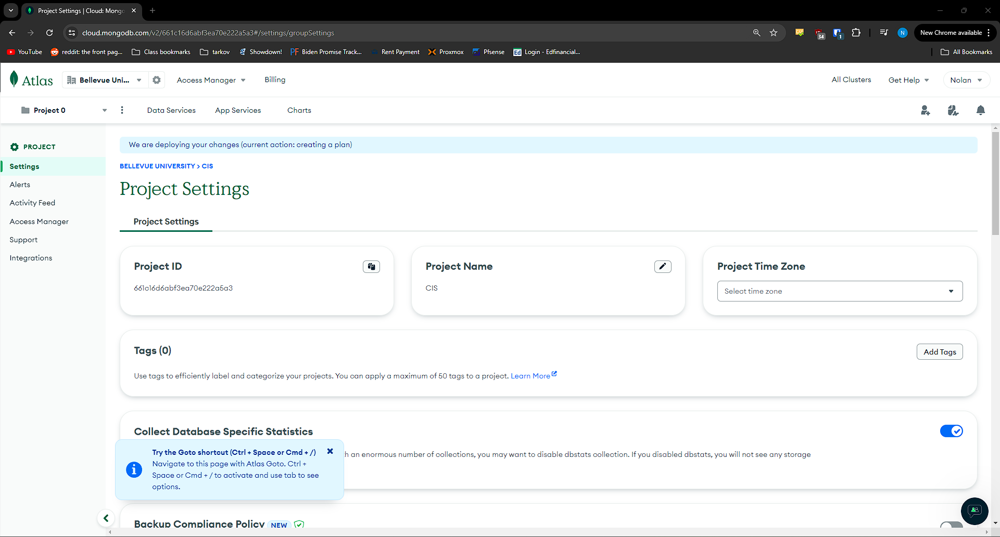 Project Settings | Cloud: Mongo
cloud.mongodb.com/v2/661c16d6abf3ea70e222a5a3#/settings/groupSettings
34
1
N
New Chrome available
YouTube
reddit: the front pag...
Class bookmarks
tarkov
Showdown!
PF Biden Promise Track...
Rent Payment
Proxmox
Pfsense
Ed Login - Edfinancial...
All Bookmarks
Atlas
Bellevue Uni...
Access Manager
Billing
All Clusters
Get Help
Nolan
Project 0
Data Services
App Services
Charts
PROJECT
Settings
Alerts
Activity Feed
Access Manager
Support
Integrations
We are deploying your changes (current action: creating a plan)
BELLEVUE UNIVERSITY > CIS
Project Settings
Project Settings
Project ID
661c16d6abf3ea70e222a5a3
Project Name
CIS
Project Time Zone
Select time zone
Tags (0)
Add Tags
Use tags to efficiently label and categorize your projects. You can apply a maximum of 50 tags to a project. Learn More
Collect Database Specific Statistics
an enormous number of collections, you may want to disable dbstats collection. If you disabled dbstats, you will not see any storage
Try the Goto shortcut (Ctrl + Space or Cmd + /)
Navigate to this page with Atlas Goto. Ctrl +
Space or Cmd + / to activate and use tab to see
options.
Backup Compliance Policy NEW